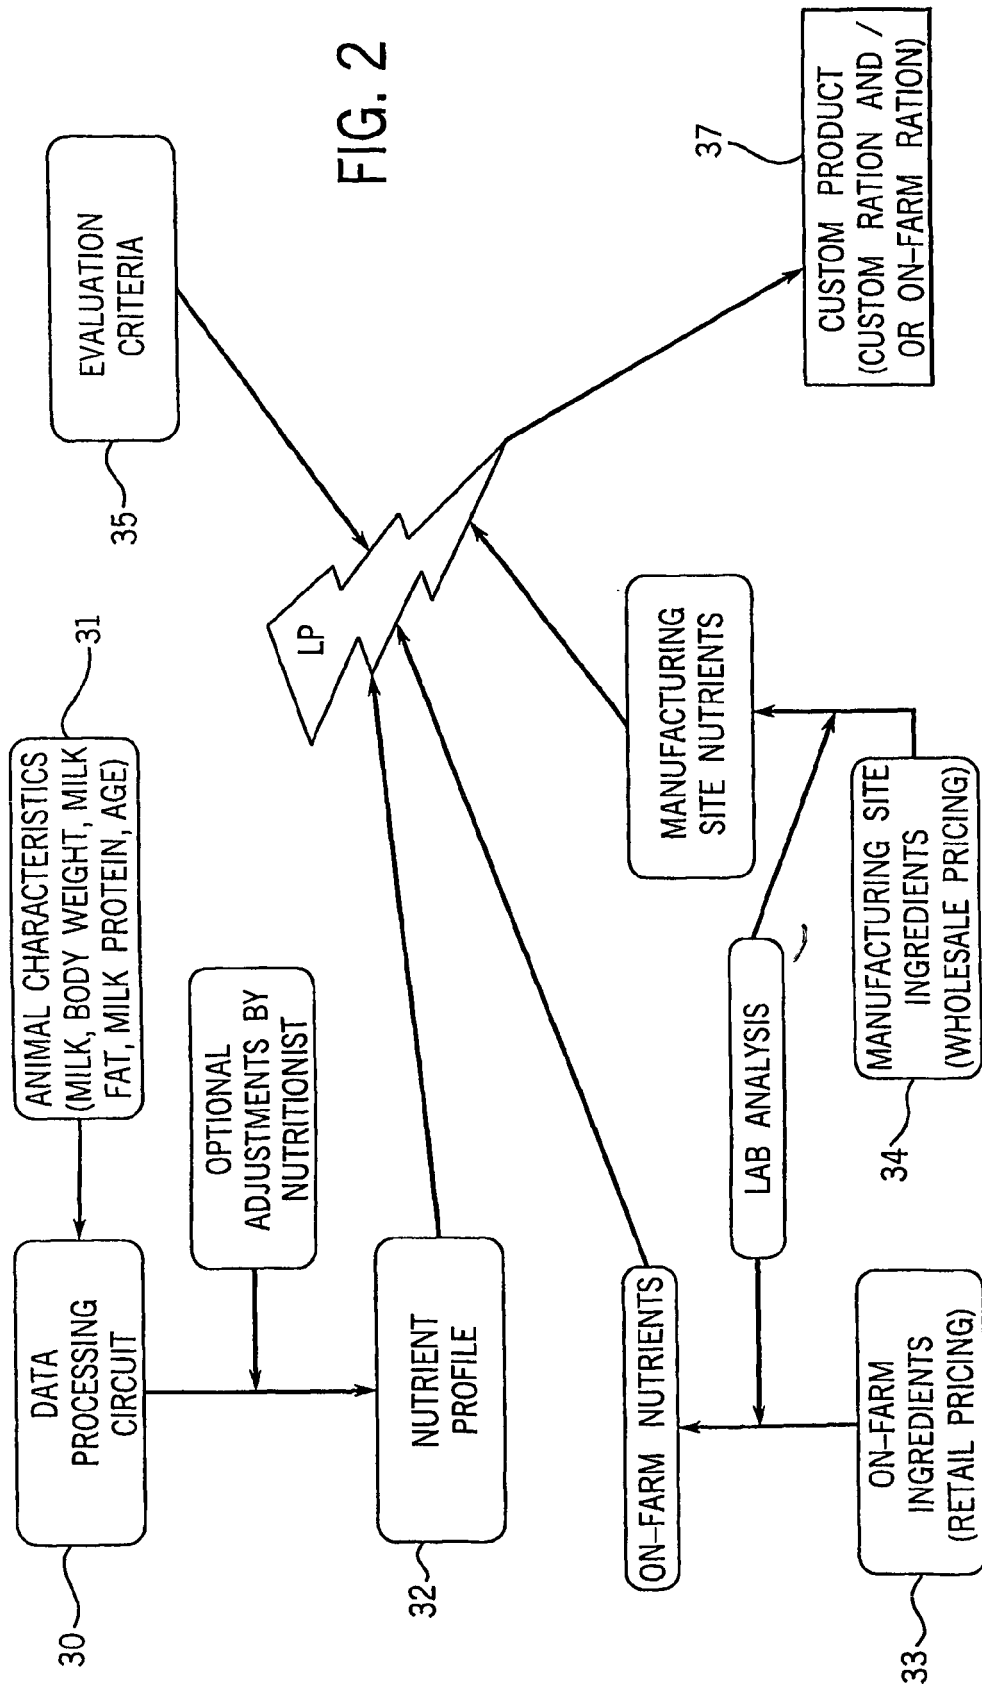 FIG. 2
30
DATA
PROCESSING
CIRCUIT
31
ANIMAL CHARACTERISTICS
(MILK, BODY WEIGHT, MILK
FAT, MILK PROTEIN, AGE)
35
EVALUATION
CRITERIA
OPTIONAL
ADJUSTMENTS BY
NUTRITIONIST
LP
32
NUTRIENT
PROFILE
ON-FARM NUTRIENTS
MANUFACTURING
SITE NUTRIENTS
LAB ANALYSIS
33
ON-FARM
INGREDIENTS
(RETAIL PRICING)
34
MANUFACTURING SITE
INGREDIENTS
(WHOLESALE PRICING)
37
CUSTOM PRODUCT
(CUSTOM RATION AND /
OR ON-FARM RATION)